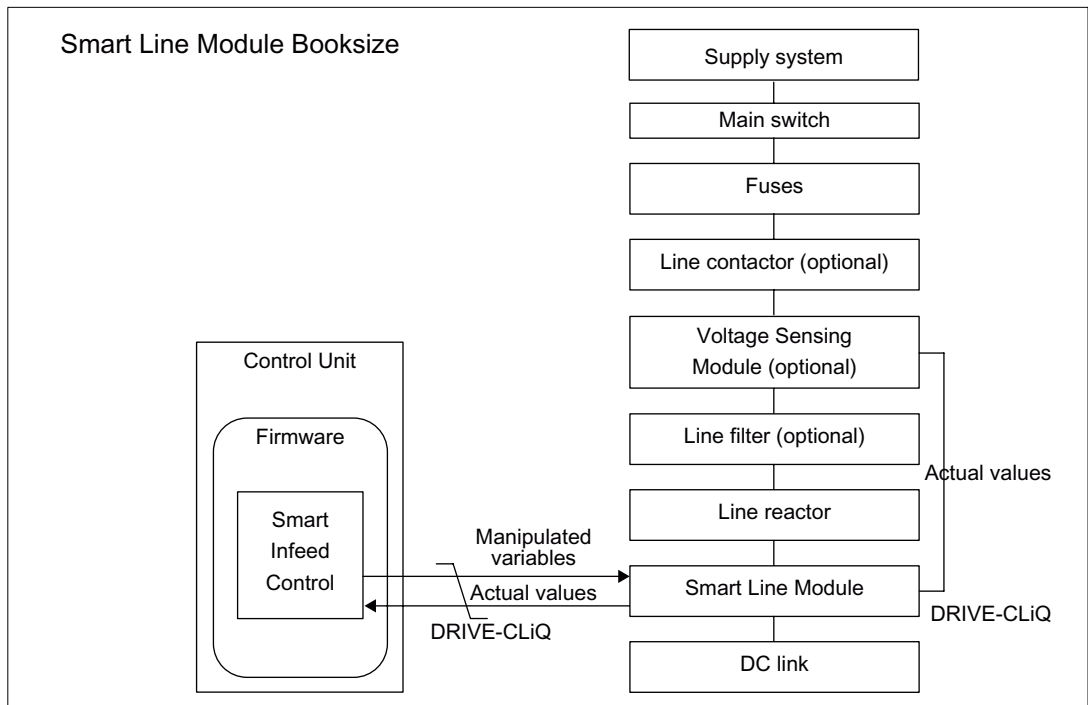 Smart Line Module Booksize
Supply system
Main switch
Fuses
Line contactor (optional)
Voltage Sensing
Module (optional)
Line filter (optional)
Line reactor
Smart Line Module
DC link
Actual values
DRIVE-CLiQ
Control Unit
Firmware
Smart
Infeed
Control
Manipulated
variables
Actual values
DRIVE-CLiQ